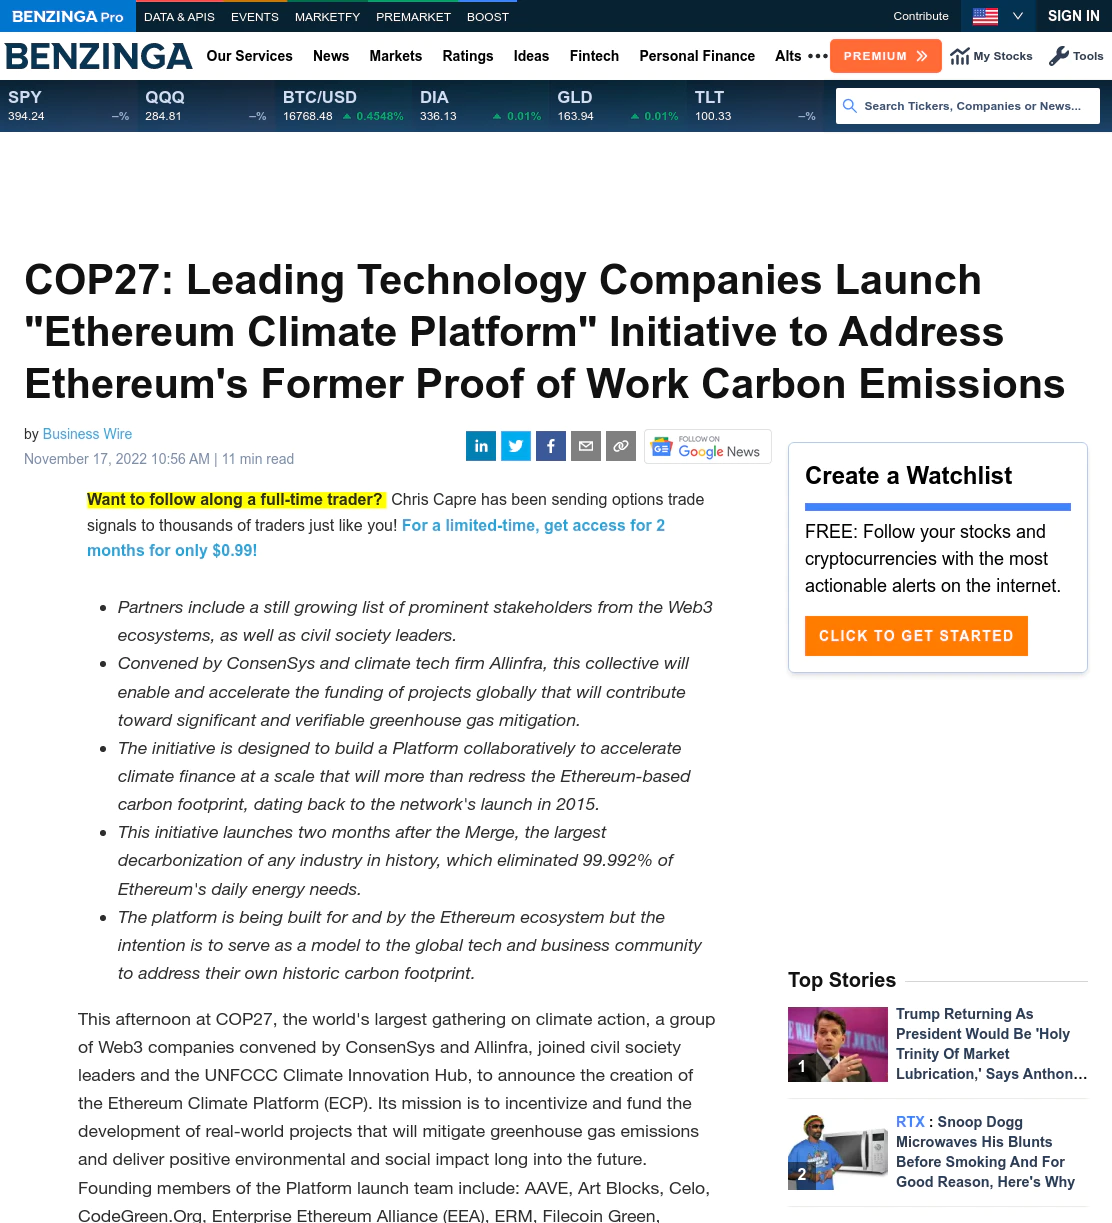 BENZINGA Pro
DATA & APIS
EVENTS
MARKETFY
PREMARKET
BOOST
Contribute
SIGN IN
BENZINGA
Our Services
News
Markets
Ratings
Ideas
Fintech
Personal Finance
Alts
•••
PREMIUM
My Stocks
Tools
SPY
394.24 –%
QQQ
284.81 –%
BTC/USD
16768.48 0.4548%
DIA
336.13 0.01%
GLD
163.94 0.01%
TLT
100.33 –%
Search Tickers, Companies or News...
COP27: Leading Technology Companies Launch
"Ethereum Climate Platform" Initiative to Address
Ethereum's Former Proof of Work Carbon Emissions
by Business Wire
November 17, 2022 10:56 AM | 11 min read
FOLLOW ON
Google News
Want to follow along a full-time trader? Chris Capre has been sending options trade
signals to thousands of traders just like you! For a limited-time, get access for 2
months for only $0.99!
• Partners include a still growing list of prominent stakeholders from the Web3
ecosystems, as well as civil society leaders.
• Convened by ConsenSys and climate tech firm Allinfra, this collective will
enable and accelerate the funding of projects globally that will contribute
toward significant and verifiable greenhouse gas mitigation.
• The initiative is designed to build a Platform collaboratively to accelerate
climate finance at a scale that will more than redress the Ethereum-based
carbon footprint, dating back to the network's launch in 2015.
• This initiative launches two months after the Merge, the largest
decarbonization of any industry in history, which eliminated 99.992% of
Ethereum's daily energy needs.
• The platform is being built for and by the Ethereum ecosystem but the
intention is to serve as a model to the global tech and business community
to address their own historic carbon footprint.
This afternoon at COP27, the world's largest gathering on climate action, a group
of Web3 companies convened by ConsenSys and Allinfra, joined civil society
leaders and the UNFCCC Climate Innovation Hub, to announce the creation of
the Ethereum Climate Platform (ECP). Its mission is to incentivize and fund the
development of real-world projects that will mitigate greenhouse gas emissions
and deliver positive environmental and social impact long into the future.
Founding members of the Platform launch team include: AAVE, Art Blocks, Celo,
CodeGreen.Org, Enterprise Ethereum Alliance (EEA), ERM, Filecoin Green,
Create a Watchlist
FREE: Follow your stocks and
cryptocurrencies with the most
actionable alerts on the internet.
CLICK TO GET STARTED
Top Stories
1
Trump Returning As
President Would Be 'Holy
Trinity Of Market
Lubrication,' Says Anthon...
2
RTX : Snoop Dogg
Microwaves His Blunts
Before Smoking And For
Good Reason, Here's Why